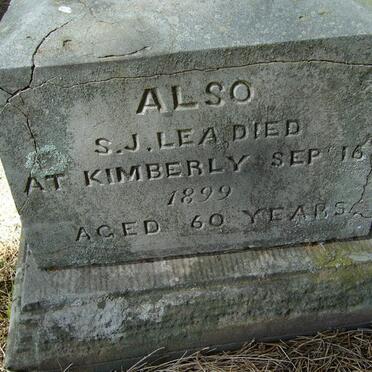 ALSO
S.J. LEA DIED
AT KIMBERLY SEP 16
1899
AGED 60 YEARS